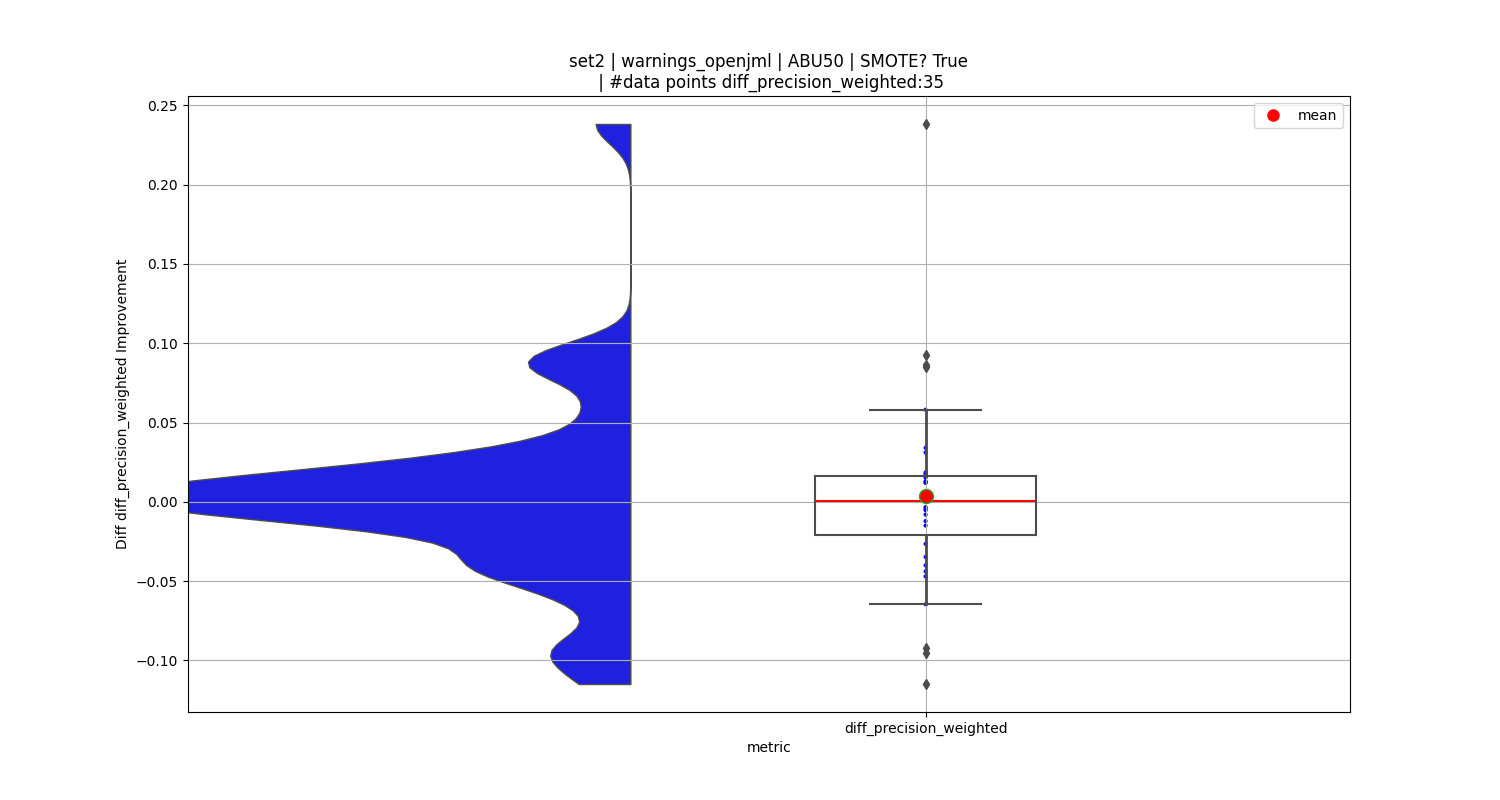 set2 | warnings_openjml | ABU50 | SMOTE? True
| #data points diff_precision_weighted:35
mean
0.25
0.20
0.15
0.10
0.05
0.00
−0.05
−0.10
Diff diff_precision_weighted Improvement
diff_precision_weighted
metric